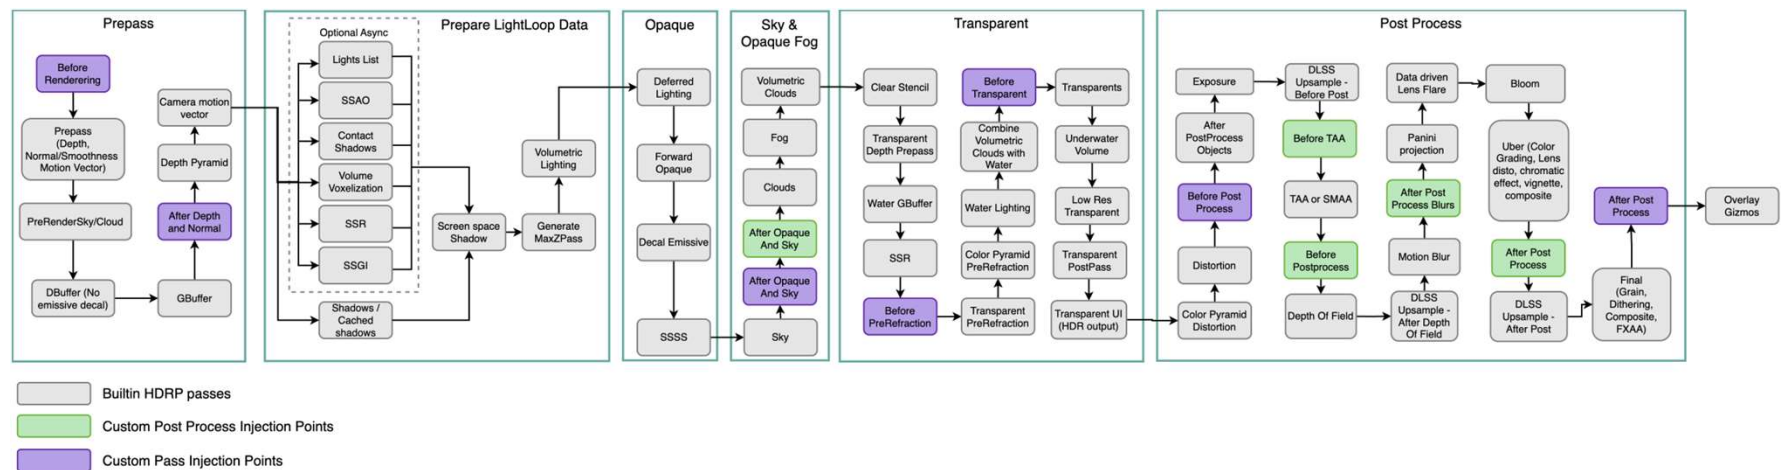 Prepass
Before
Renderering
Prepass
(Depth,
Normal/Smoothness
Motion Vector)
PreRenderSky/Cloud
DBuffer (No
emissive decal)
GBuffer
After Depth
and Normal
Depth Pyramid
Camera motion
vector
Prepare LightLoop Data
Optional Async
Lights List
SSAO
Contact
Shadows
Volume
Voxelization
SSR
SSGI
Shadows /
Cached
shadows
Screen space
Shadow
Generate
MaxZPass
Volumetric
Lighting
Opaque
Deferred
Lighting
Forward
Opaque
Decal Emissive
SSSS
Sky &
Opaque Fog
Sky
After Opaque
And Sky
After Opaque
And Sky
Clouds
Fog
Volumetric
Clouds
Transparent
Clear Stencil
Transparent
Depth Prepass
Water GBuffer
SSR
Before
PreRefraction
Transparent
PreRefraction
Color Pyramid
PreRefraction
Water Lighting
Combine
Volumetric
Clouds with
Water
Before
Transparent
Transparents
Underwater
Volume
Low Res
Transparent
Transparent
PostPass
Transparent UI
(HDR output)
Post Process
Color Pyramid
Distortion
Distortion
Before Post
Process
After
PostProcess
Objects
Exposure
DLSS
Upsample -
Before Post
Before TAA
TAA or SMAA
Before
Postprocess
Depth Of Field
DLSS
Upsample -
After Depth
Of Field
Motion Blur
After Post
Process Blurs
Panini
projection
Data driven
Lens Flare
Bloom
Uber (Color
Grading, Lens
disto, chromatic
effect, vignette,
composite
After Post
Process
DLSS
Upsample -
After Post
Final
(Grain,
Dithering,
Composite,
FXAA)
After Post
Process
Overlay
Gizmos
Builtin HDRP passes
Custom Post Process Injection Points
Custom Pass Injection Points